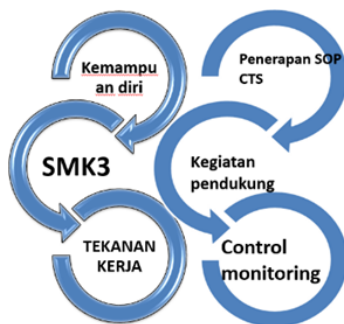 Kemampu
an diri
SMK3
TEKANAN
KERJA
Penerapan SOP
CTS
Kegiatan
pendukung
Control
monitoring